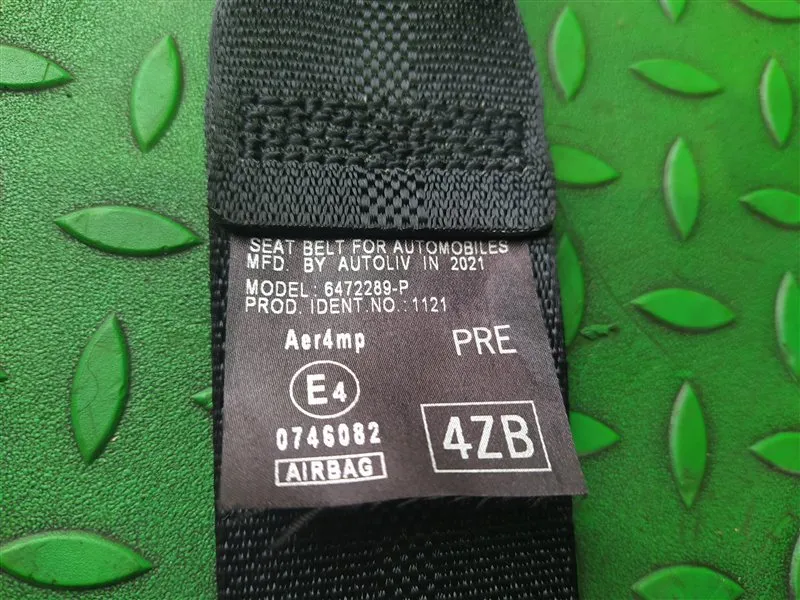 SEAT BELT FOR AUTOMOBILES
MFD. BY AUTOLIV IN 2021
MODEL: 6472289-P
PROD. IDENT.NO.:1121
Aer4mp PRE
E4
0746082
4ZB
AIRBAG